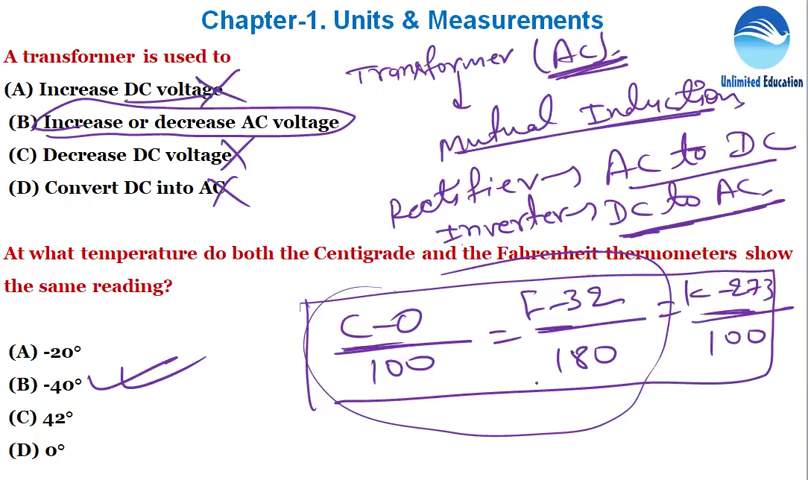 Chapter-1. Units & Measurements
Unlimited Education
A transformer is used to
(A) Increase DC voltage
(B) Increase or decrease AC voltage
(C) Decrease DC voltage
(D) Convert DC into AC
Transformer (AC).
Mutual Induction
Rectifier → AC to DC
Inverter → DC to AC.
At what temperature do both the Centigrade and the Fahrenheit thermometers show
the same reading?
C-0/100 = F-32/180 = K-273/100
(A) -20°
(B) -40°
(C) 42°
(D) 0°